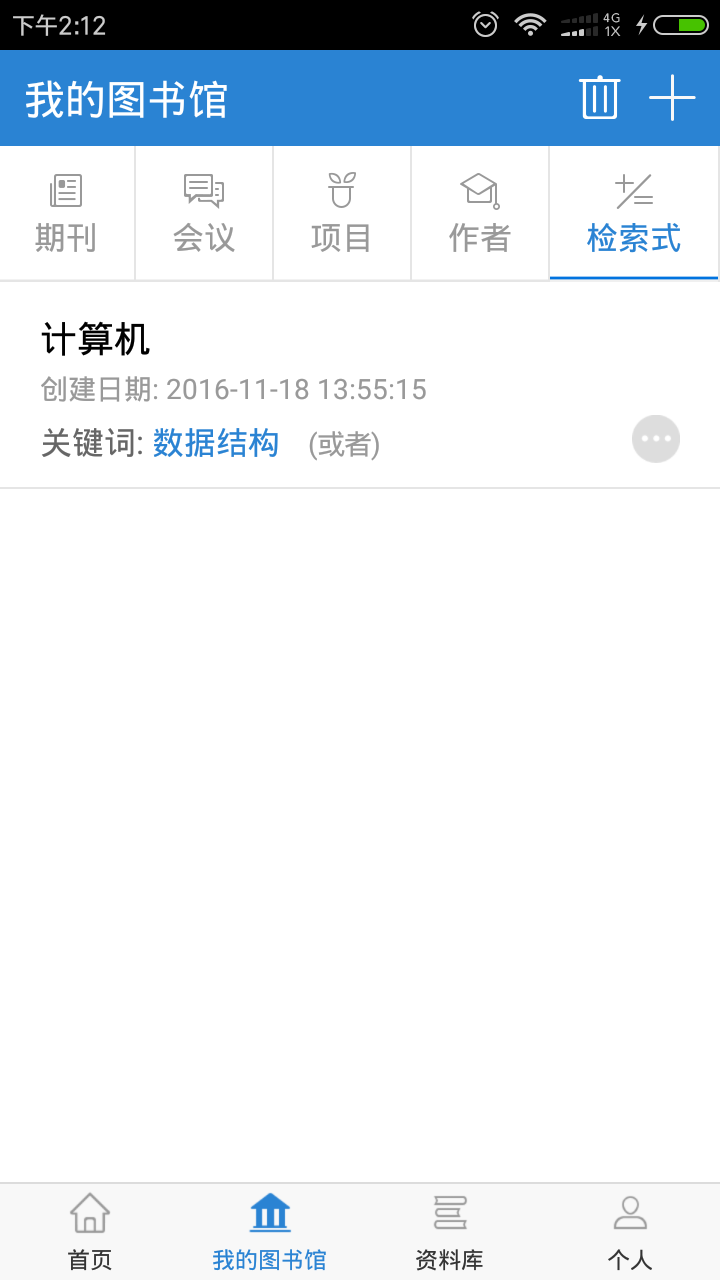 下午2:12
4G
1X
我的图书馆
期刊
会议
项目
作者
检索式
计算机
创建日期: 2016-11-18 13:55:15
关键词: 数据结构 (或者)
首页
我的图书馆
资料库
个人